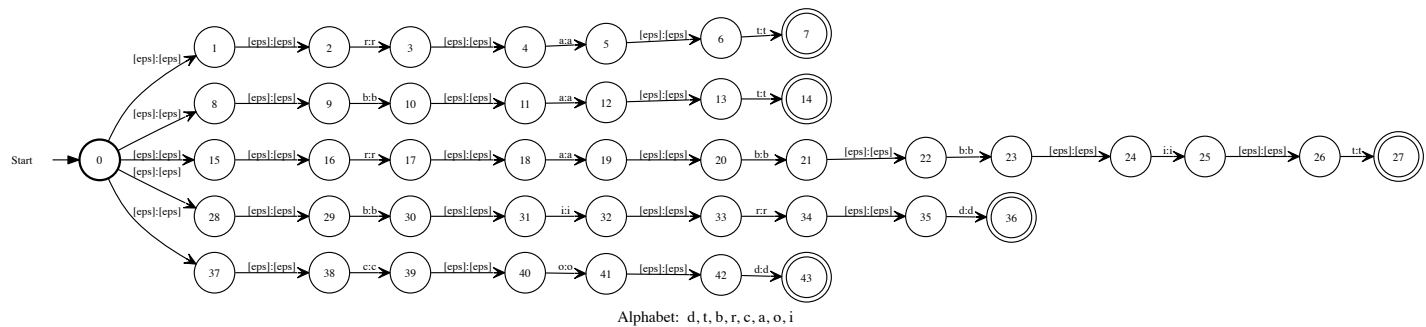 1 [eps]:[eps] 2 r:r 3 [eps]:[eps] 4 a:a 5 [eps]:[eps] 6 t:t 7
[eps]:[eps]
8 [eps]:[eps] 9 b:b 10 [eps]:[eps] 11 a:a 12 [eps]:[eps] 13 t:t 14
[eps]:[eps]
Start 0 [eps]:[eps] 15 [eps]:[eps] 16 r:r 17 [eps]:[eps] 18 a:a 19 [eps]:[eps] 20 b:b 21 [eps]:[eps] 22 b:b 23 [eps]:[eps] 24 i:i 25 [eps]:[eps] 26 t:t 27
[eps]:[eps]
28 [eps]:[eps] 29 b:b 30 [eps]:[eps] 31 i:i 32 [eps]:[eps] 33 r:r 34 [eps]:[eps] 35 d:d 36
[eps]:[eps]
37 [eps]:[eps] 38 c:c 39 [eps]:[eps] 40 o:o 41 [eps]:[eps] 42 d:d 43
Alphabet: d, t, b, r, c, a, o, i